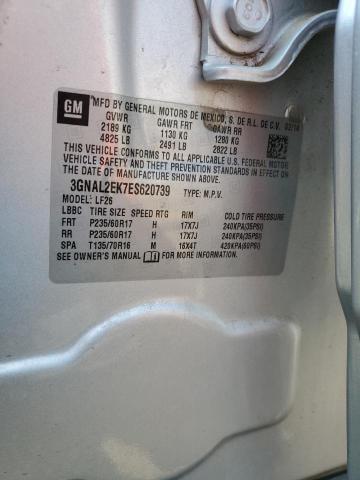 GM
MFD BY GENERAL MOTORS DE MEXICO, S. DE R.L. DE C.V.
GVWR GAWR FRT GAWR RR
2189 KG 1130 KG 1280 KG
4825 LB 2491 LB 2822 LB
THIS VEHICLE CONFORMS TO ALL APPLICABLE U.S. FEDERAL MOTOR
VEHICLE SAFETY AND THEFT PREVENTION STANDARDS IN EFFECT ON THE DATE OF MANUFACTURE SHOWN ABOVE.
3GNAL2EK7ES620739 TYPE: M.P.V.
MODEL: LF26
LBBC TIRE SIZE SPEED RTG RIM COLD TIRE PRESSURE
FRT P235/60R17 H 17X7J 240KPA(35PSI)
RR P235/60R17 H 17X7J 240KPA(35PSI)
SPA T135/70R16 M 16X4T 420KPA(60PSI)
SEE OWNER'S MANUAL FOR MORE INFORMATION